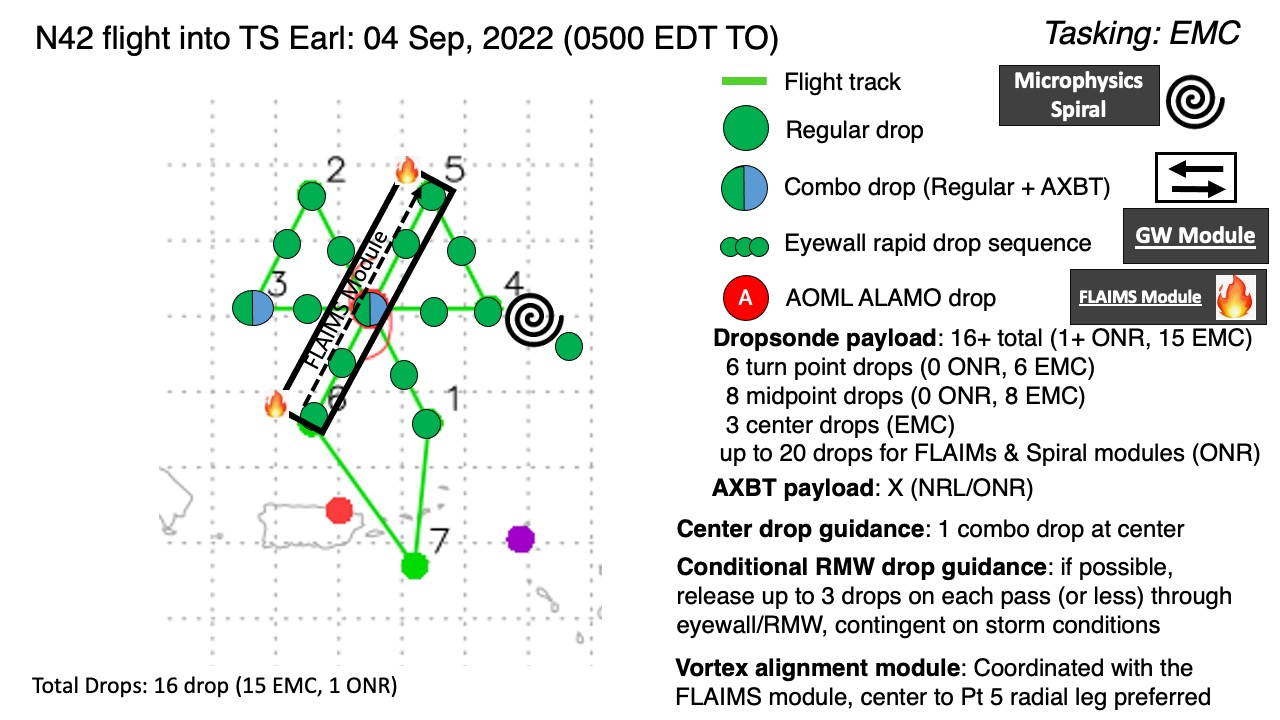 N42 flight into TS Earl: 04 Sep, 2022 (0500 EDT TO)
Tasking: EMC
Flight track
Microphysics
Spiral
Regular drop
Combo drop (Regular + AXBT)
GW Module
Eyewall rapid drop sequence
A
AOML ALAMO drop
FLAIMS Module
2
5
3
4
FLAIMS Module
6
1
7
Dropsonde payload: 16+ total (1+ ONR, 15 EMC)
6 turn point drops (0 ONR, 6 EMC)
8 midpoint drops (0 ONR, 8 EMC)
3 center drops (EMC)
up to 20 drops for FLAIMs & Spiral modules (ONR)
AXBT payload: X (NRL/ONR)
Center drop guidance: 1 combo drop at center
Conditional RMW drop guidance: if possible,
release up to 3 drops on each pass (or less) through
eyewall/RMW, contingent on storm conditions
Vortex alignment module: Coordinated with the
FLAIMS module, center to Pt 5 radial leg preferred
Total Drops: 16 drop (15 EMC, 1 ONR)